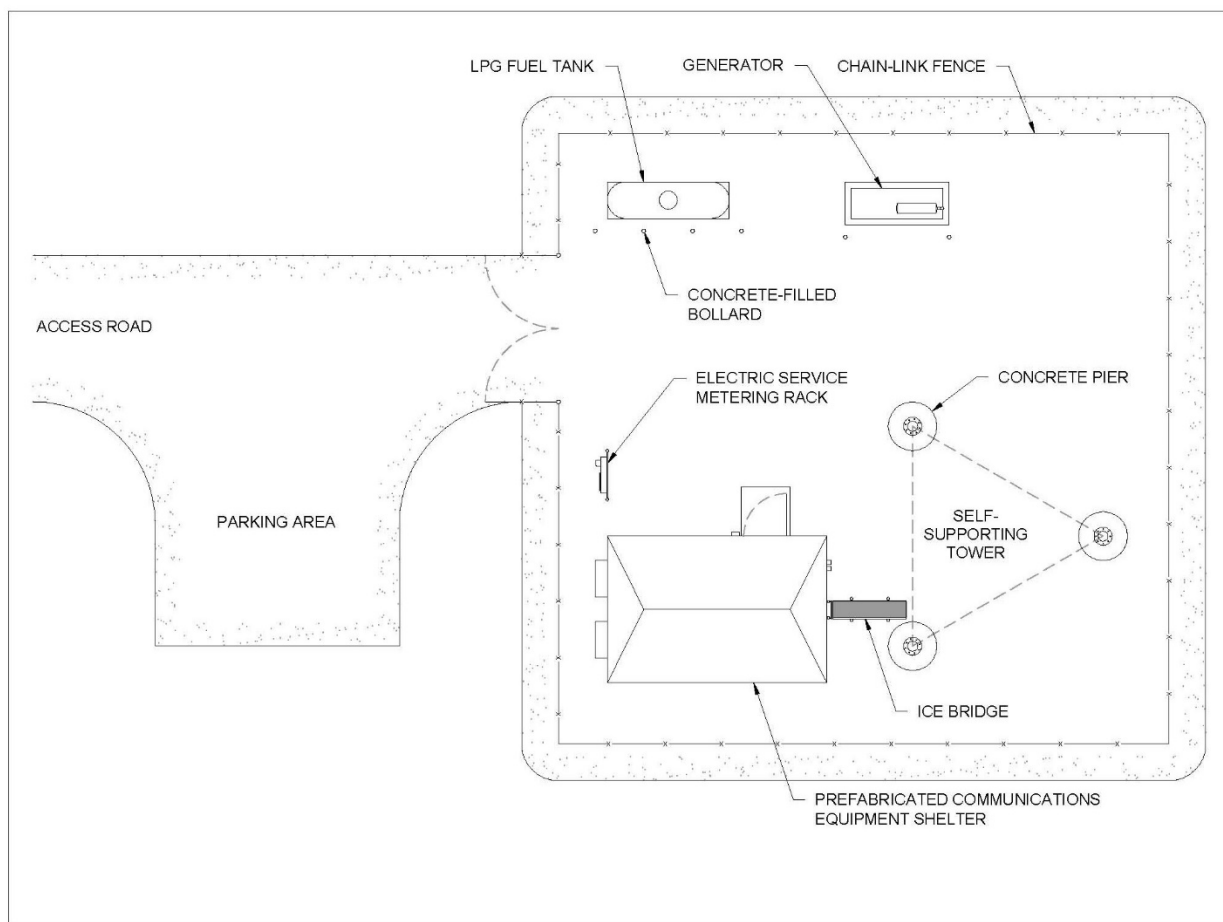 LPG FUEL TANK
GENERATOR
CHAIN-LINK FENCE
CONCRETE-FILLED
BOLLARD
ACCESS ROAD
ELECTRIC SERVICE
METERING RACK
CONCRETE PIER
PARKING AREA
SELF-
SUPPORTING
TOWER
ICE BRIDGE
PREFABRICATED COMMUNICATIONS
EQUIPMENT SHELTER